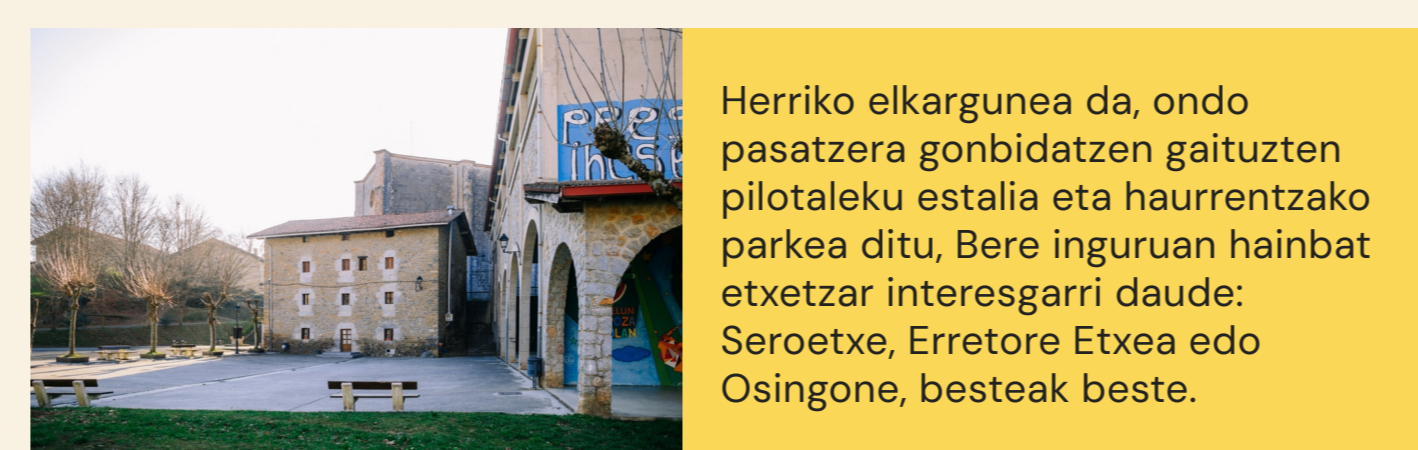 Herriko elkargunea da, ondo
pasatzera gonbidatzen gaituzten
pilotaleku estalia eta haurrentzako
parkea ditu, Bere inguruan hainbat
etxetzar interesgarri daude:
Seroetxe, Erretore Etxea edo
Osingone, besteak beste.